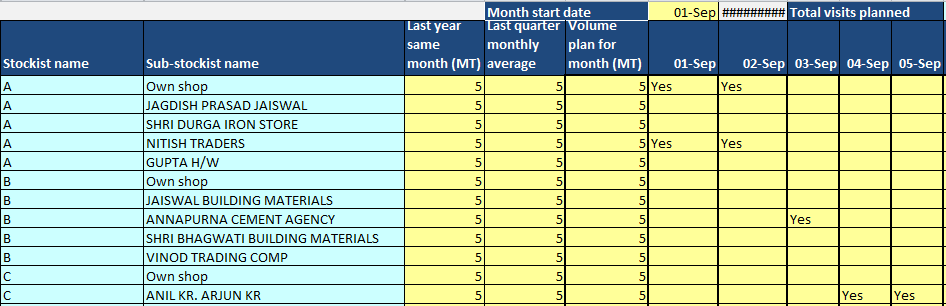 Month start date 01-Sep ######### Total visits planned
Stockist name Sub-stockist name Last year same month (MT) Last quarter monthly average Volume plan for month (MT) 01-Sep 02-Sep 03-Sep 04-Sep 05-Sep
A Own shop 5 5 5 Yes Yes
A JAGDISH PRASAD JAISWAL 5 5 5
A SHRI DURGA IRON STORE 5 5 5
A NITISH TRADERS 5 5 5 Yes Yes
A GUPTA H/W 5 5 5
B Own shop 5 5 5
B JAISWAL BUILDING MATERIALS 5 5 5
B ANNAPURNA CEMENT AGENCY 5 5 5 Yes
B SHRI BHAGWATI BUILDING MATERIALS 5 5 5
B VINOD TRADING COMP 5 5 5
C Own shop 5 5 5
C ANIL KR. ARJUN KR 5 5 5 Yes Yes